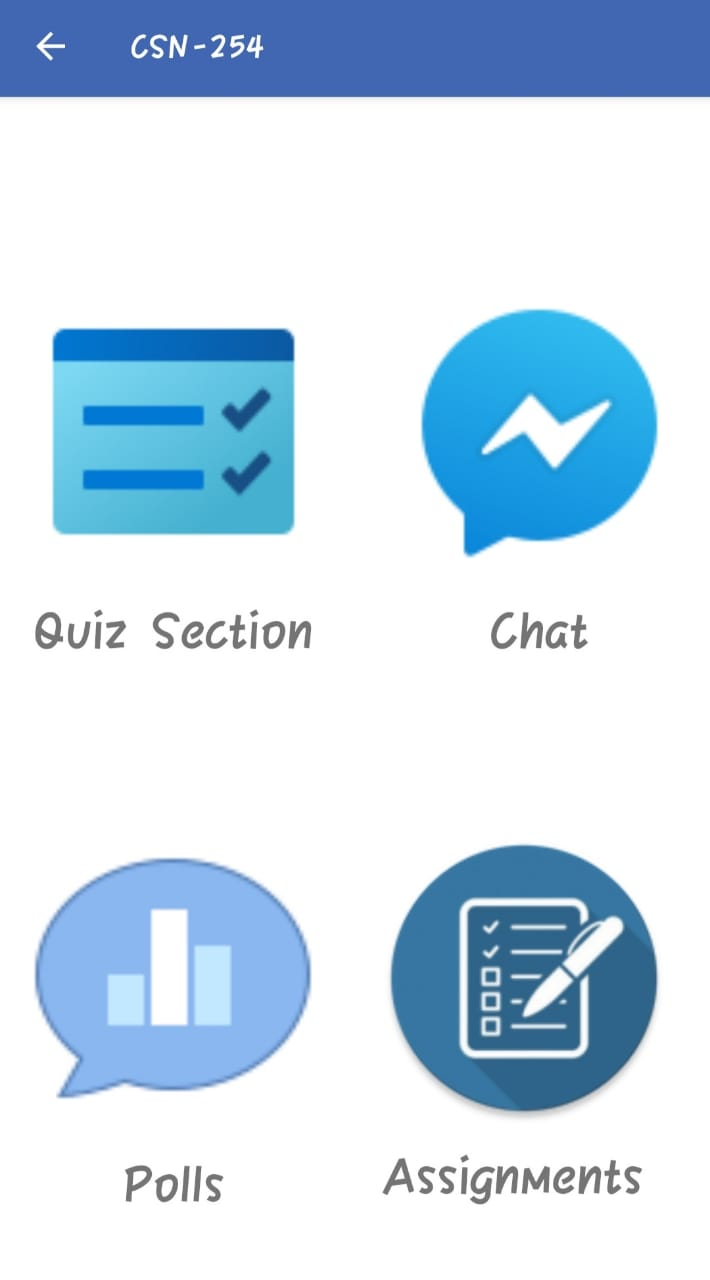 CSN-254
Quiz Section
Chat
Polls
Assignments